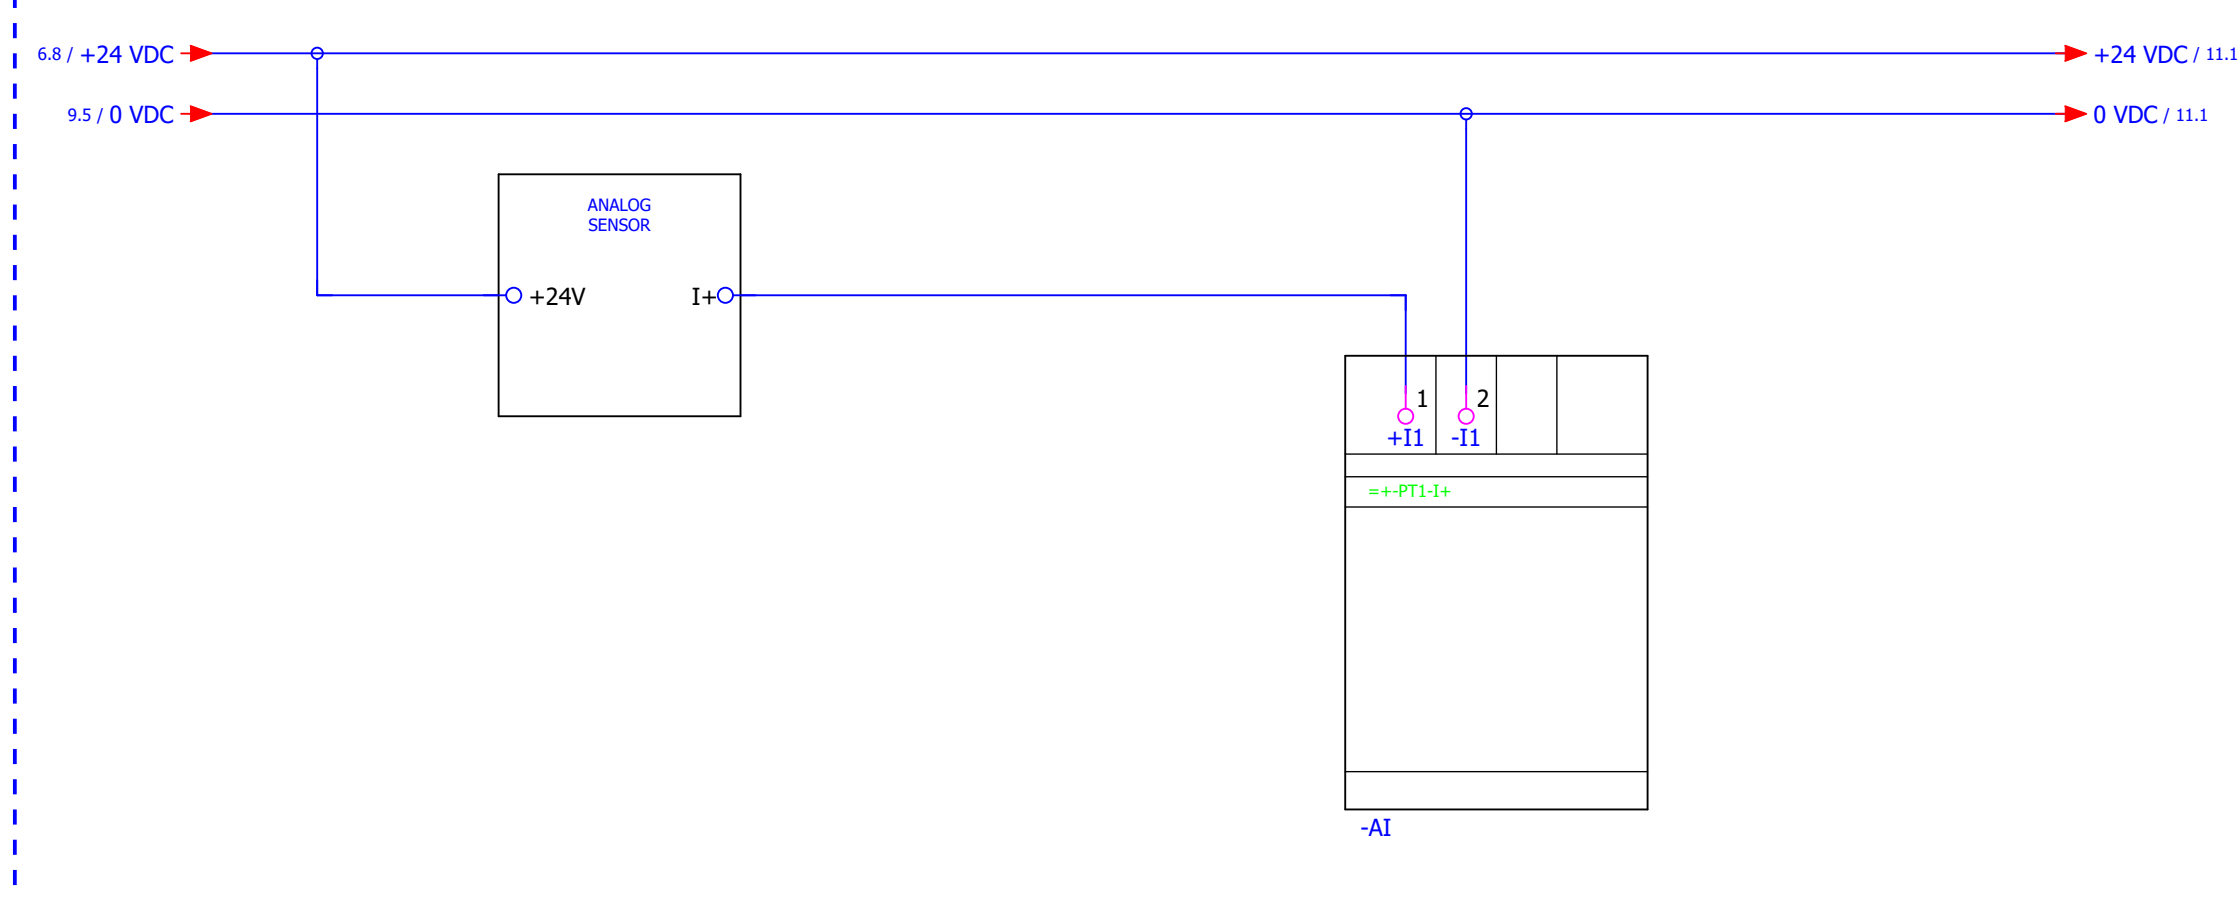 6.8 / +24 VDC
+24 VDC / 11.1
9.5 / 0 VDC
0 VDC / 11.1
ANALOG
SENSOR
+24V
I+
1
2
+I1
-I1
=+-PT1-I+
-AI